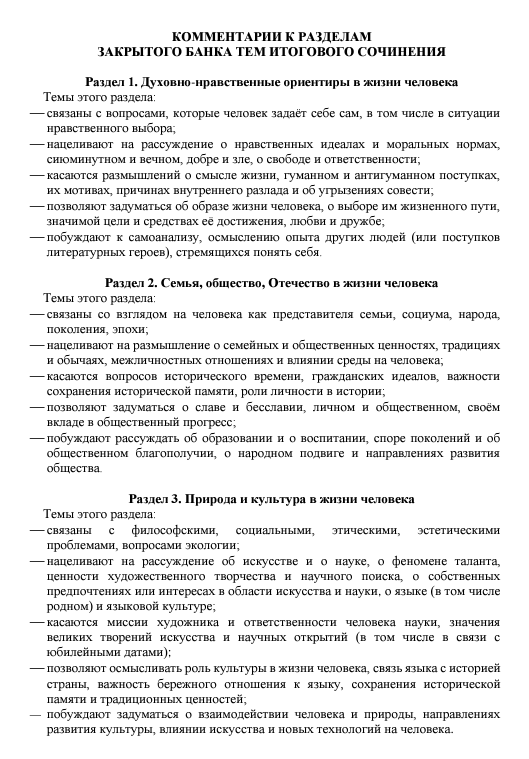 КОММЕНТАРИИ К РАЗДЕЛАМ
ЗАКРЫТОГО БАНКА ТЕМ ИТОГОВОГО СОЧИНЕНИЯ
Раздел 1. Духовно-нравственные ориентиры в жизни человека
Темы этого раздела:
— связаны с вопросами, которые человек задаёт себе сам, в том числе в ситуации
нравственного выбора;
— нацеливают на рассуждение о нравственных идеалах и моральных нормах,
сиюминутном и вечном, добре и зле, о свободе и ответственности;
— касаются размышлений о смысле жизни, гуманном и антигуманном поступках,
их мотивах, причинах внутреннего разлада и об угрызениях совести;
— позволяют задуматься об образе жизни человека, о выборе им жизненного пути,
значимой цели и средствах её достижения, любви и дружбе;
— побуждают к самоанализу, осмыслению опыта других людей (или поступков
литературных героев), стремящихся понять себя.
Раздел 2. Семья, общество, Отечество в жизни человека
Темы этого раздела:
— связаны со взглядом на человека как представителя семьи, социума, народа,
поколения, эпохи;
— нацеливают на размышление о семейных и общественных ценностях, традициях
и обычаях, межличностных отношениях и влиянии среды на человека;
— касаются вопросов исторического времени, гражданских идеалов, важности
сохранения исторической памяти, роли личности в истории;
— позволяют задуматься о славе и бесславии, личном и общественном, своём
вкладе в общественный прогресс;
— побуждают рассуждать об образовании и о воспитании, споре поколений и об
общественном благополучии, о народном подвиге и направлениях развития
общества.
Раздел 3. Природа и культура в жизни человека
Темы этого раздела:
— связаны с философскими, социальными, этическими, эстетическими
проблемами, вопросами экологии;
— нацеливают на рассуждение об искусстве и о науке, о феномене таланта,
ценности художественного творчества и научного поиска, о собственных
предпочтениях или интересах в области искусства и науки, о языке (в том числе
родном) и языковой культуре;
— касаются миссии художника и ответственности человека науки, значения
великих творений искусства и научных открытий (в том числе в связи с
юбилейными датами);
— позволяют осмысливать роль культуры в жизни человека, связь языка с историей
страны, важность бережного отношения к языку, сохранения исторической
памяти и традиционных ценностей;
— побуждают задуматься о взаимодействии человека и природы, направлениях
развития культуры, влиянии искусства и новых технологий на человека.